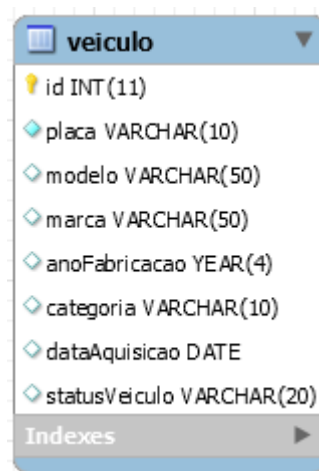 veiculo
id INT(11)
placa VARCHAR(10)
modelo VARCHAR(50)
marca VARCHAR(50)
anoFabricacao YEAR(4)
categoria VARCHAR(10)
dataAquisicao DATE
statusVeiculo VARCHAR(20)
Indexes